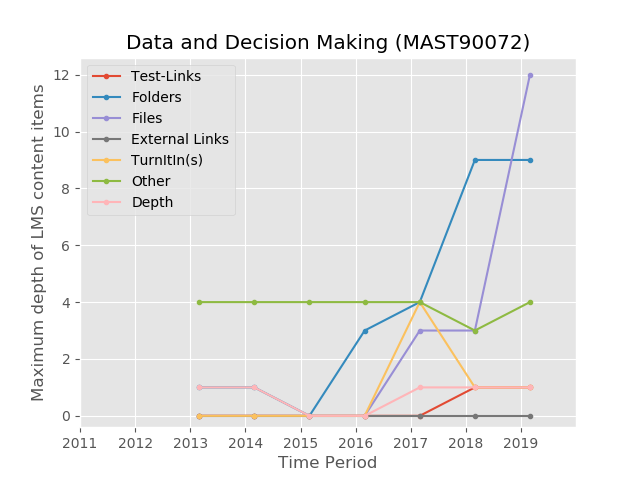 Data and Decision Making (MAST90072)
Test-Links
Folders
Files
External Links
TurnItIn(s)
Other
Depth
Maximum depth of LMS content items
12
10
8
6
4
2
0
2011 2012 2013 2014 2015 2016 2017 2018 2019
Time Period